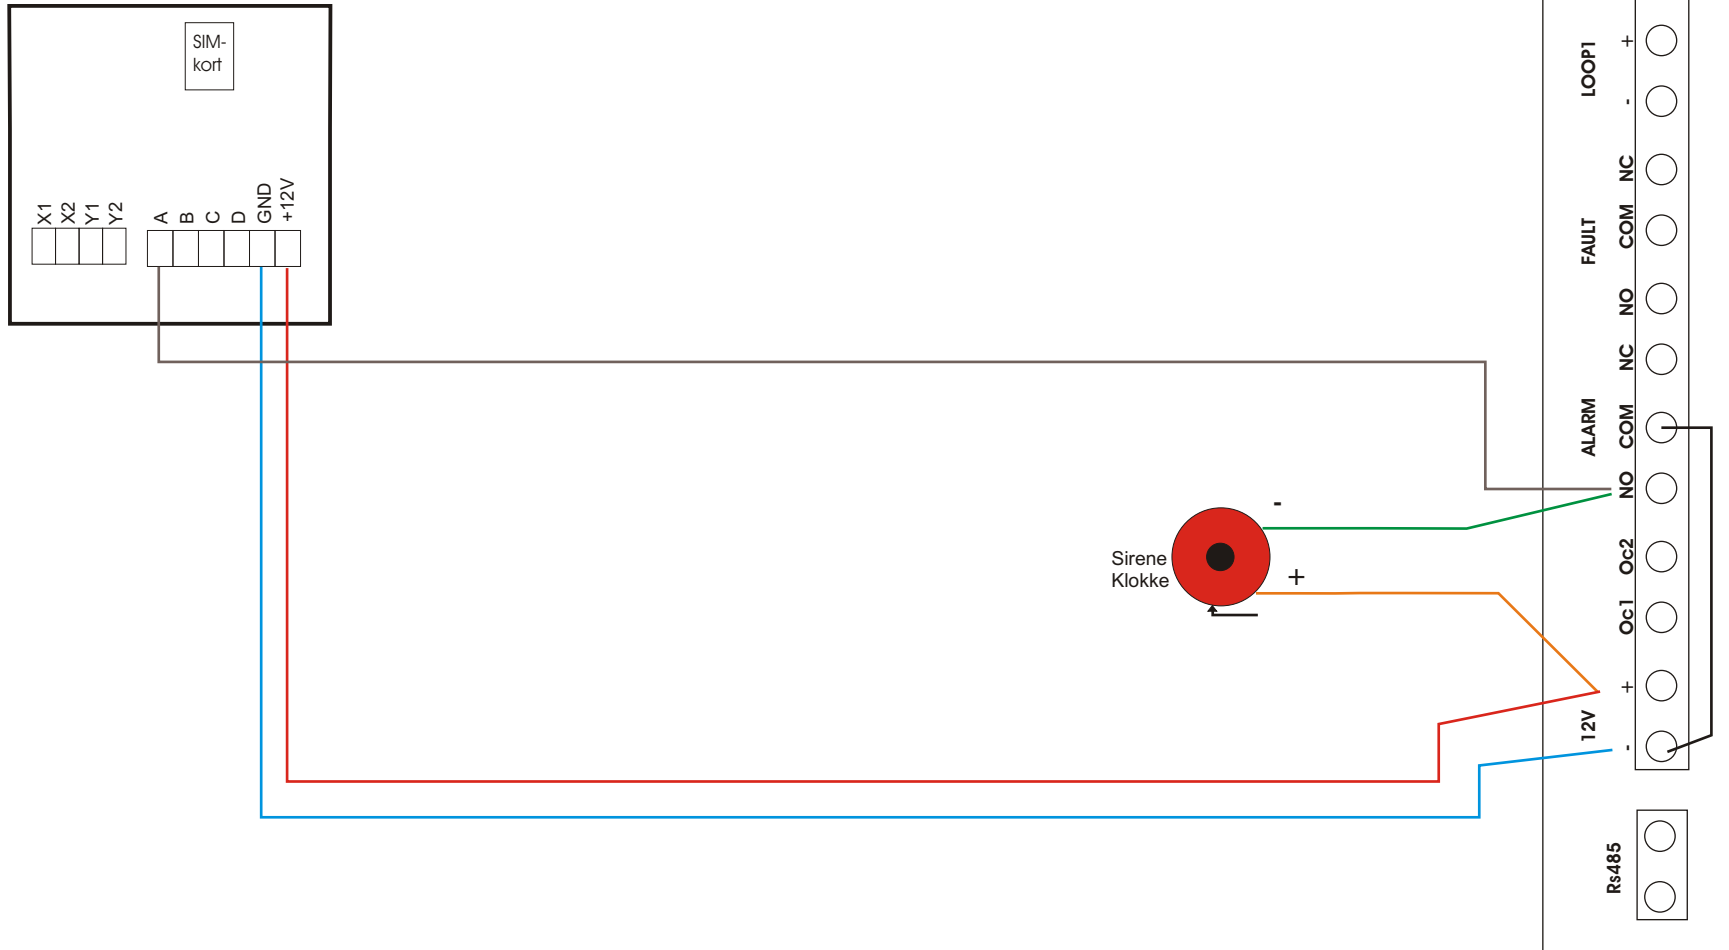 SIM-
kort
X1
X2
Y1
Y2
A
B
C
D
GND
+12V
Sirene
Klokke
-
+
LOOP1
+
-
FAULT
NC
COM
NO
ALARM
NC
COM
NO
Oc2
Oc1
12V
+
-
Rs485